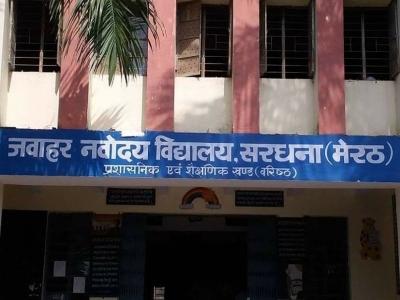 जवाहर नवोदय विद्यालय, सरधना (मेरठ)
प्रशासनिक एवं शैक्षणिक खण्ड (वरिष्ठ)